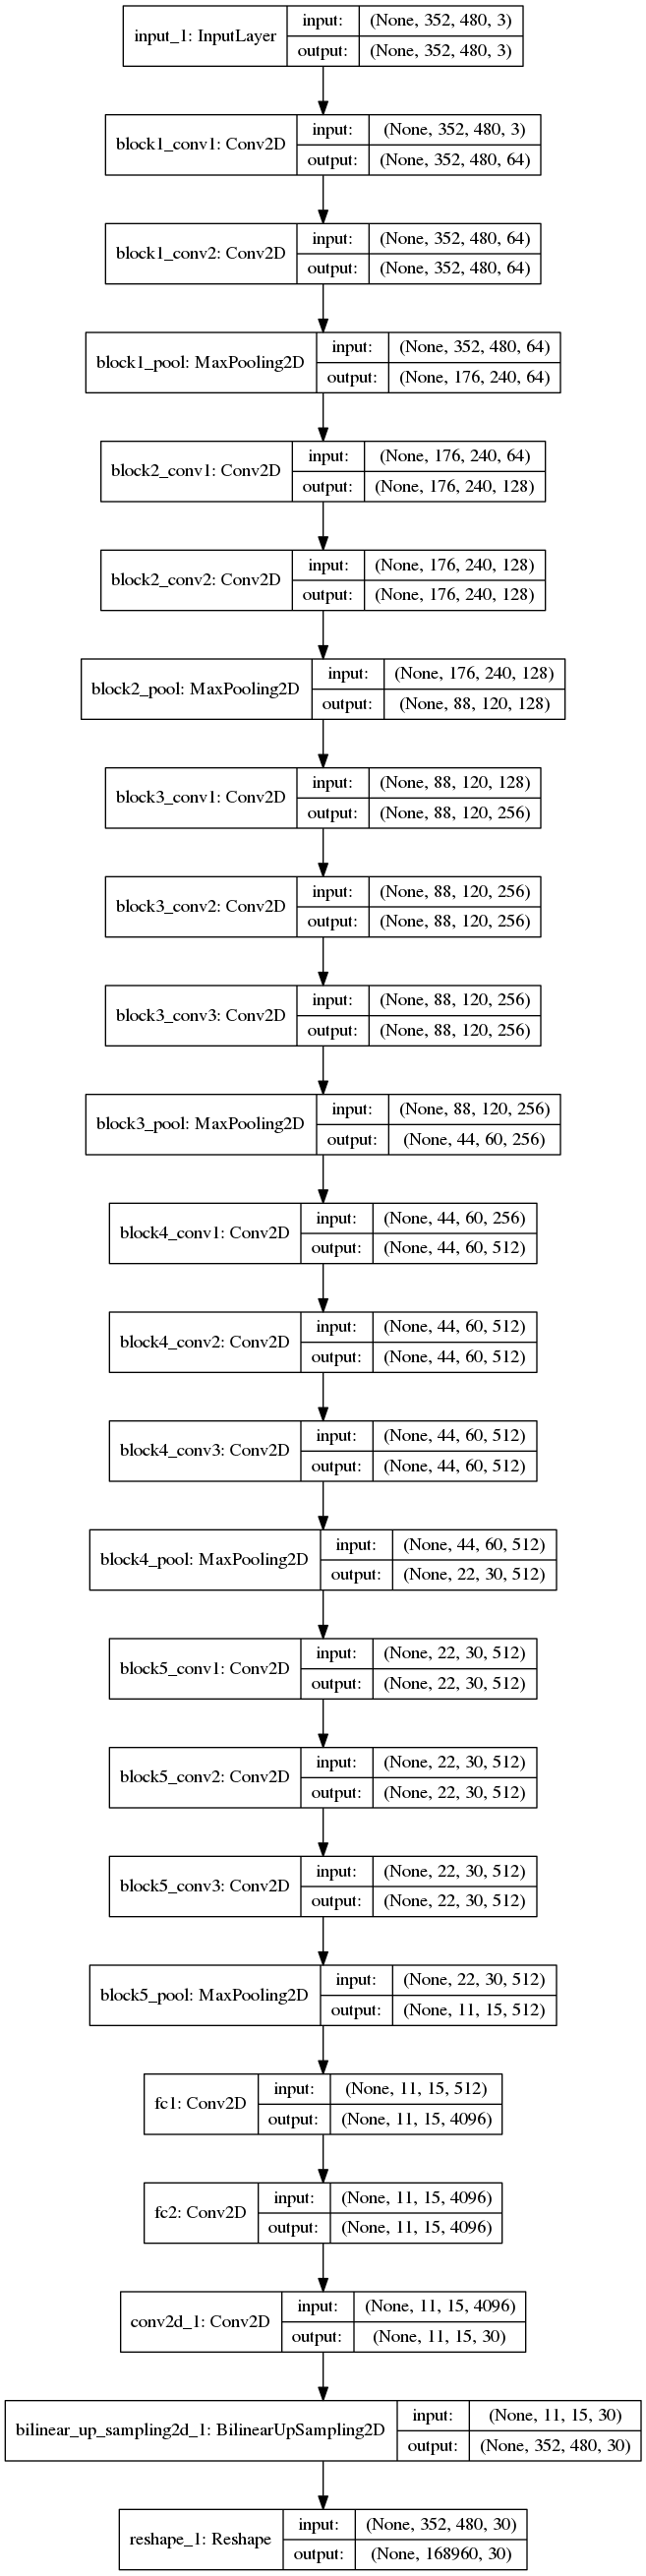 input_1: InputLayer
input: (None, 352, 480, 3)
output: (None, 352, 480, 3)
block1_conv1: Conv2D
input: (None, 352, 480, 3)
output: (None, 352, 480, 64)
block1_conv2: Conv2D
input: (None, 352, 480, 64)
output: (None, 352, 480, 64)
block1_pool: MaxPooling2D
input: (None, 352, 480, 64)
output: (None, 176, 240, 64)
block2_conv1: Conv2D
input: (None, 176, 240, 64)
output: (None, 176, 240, 128)
block2_conv2: Conv2D
input: (None, 176, 240, 128)
output: (None, 176, 240, 128)
block2_pool: MaxPooling2D
input: (None, 176, 240, 128)
output: (None, 88, 120, 128)
block3_conv1: Conv2D
input: (None, 88, 120, 128)
output: (None, 88, 120, 256)
block3_conv2: Conv2D
input: (None, 88, 120, 256)
output: (None, 88, 120, 256)
block3_conv3: Conv2D
input: (None, 88, 120, 256)
output: (None, 88, 120, 256)
block3_pool: MaxPooling2D
input: (None, 88, 120, 256)
output: (None, 44, 60, 256)
block4_conv1: Conv2D
input: (None, 44, 60, 256)
output: (None, 44, 60, 512)
block4_conv2: Conv2D
input: (None, 44, 60, 512)
output: (None, 44, 60, 512)
block4_conv3: Conv2D
input: (None, 44, 60, 512)
output: (None, 44, 60, 512)
block4_pool: MaxPooling2D
input: (None, 44, 60, 512)
output: (None, 22, 30, 512)
block5_conv1: Conv2D
input: (None, 22, 30, 512)
output: (None, 22, 30, 512)
block5_conv2: Conv2D
input: (None, 22, 30, 512)
output: (None, 22, 30, 512)
block5_conv3: Conv2D
input: (None, 22, 30, 512)
output: (None, 22, 30, 512)
block5_pool: MaxPooling2D
input: (None, 22, 30, 512)
output: (None, 11, 15, 512)
fc1: Conv2D
input: (None, 11, 15, 512)
output: (None, 11, 15, 4096)
fc2: Conv2D
input: (None, 11, 15, 4096)
output: (None, 11, 15, 4096)
conv2d_1: Conv2D
input: (None, 11, 15, 4096)
output: (None, 11, 15, 30)
bilinear_up_sampling2d_1: BilinearUpSampling2D
input: (None, 11, 15, 30)
output: (None, 352, 480, 30)
reshape_1: Reshape
input: (None, 352, 480, 30)
output: (None, 168960, 30)